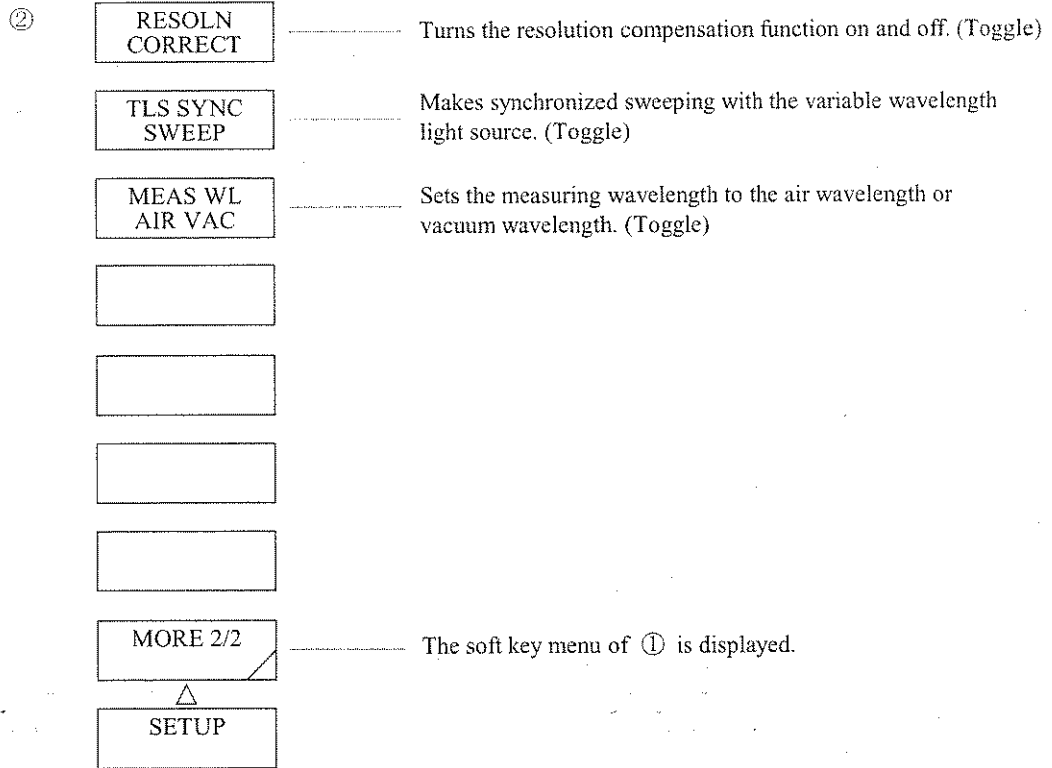 ②
RESOLN
CORRECT
Turns the resolution compensation function on and off. (Toggle)
TLS SYNC
SWEEP
Makes synchronized sweeping with the variable wavelength
light source. (Toggle)
MEAS WL
AIR VAC
Sets the measuring wavelength to the air wavelength or
vacuum wavelength. (Toggle)
MORE 2/2
The soft key menu of ① is displayed.
SETUP